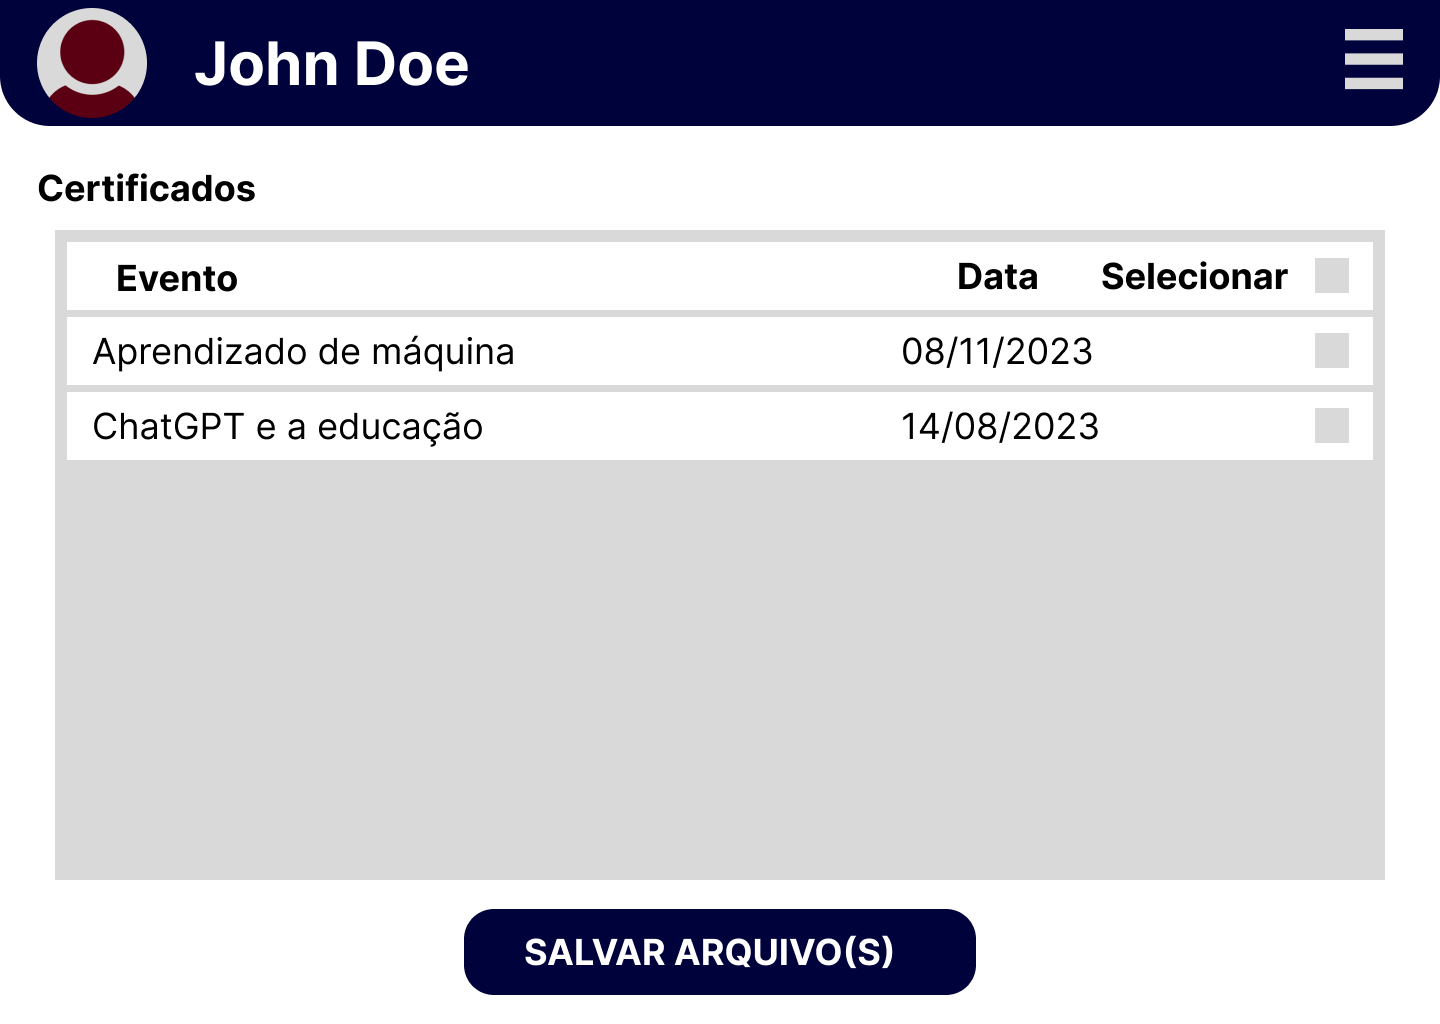 John Doe
Certificados
Evento Data Selecionar
Aprendizado de máquina 08/11/2023
ChatGPT e a educação 14/08/2023
SALVAR ARQUIVO(S)